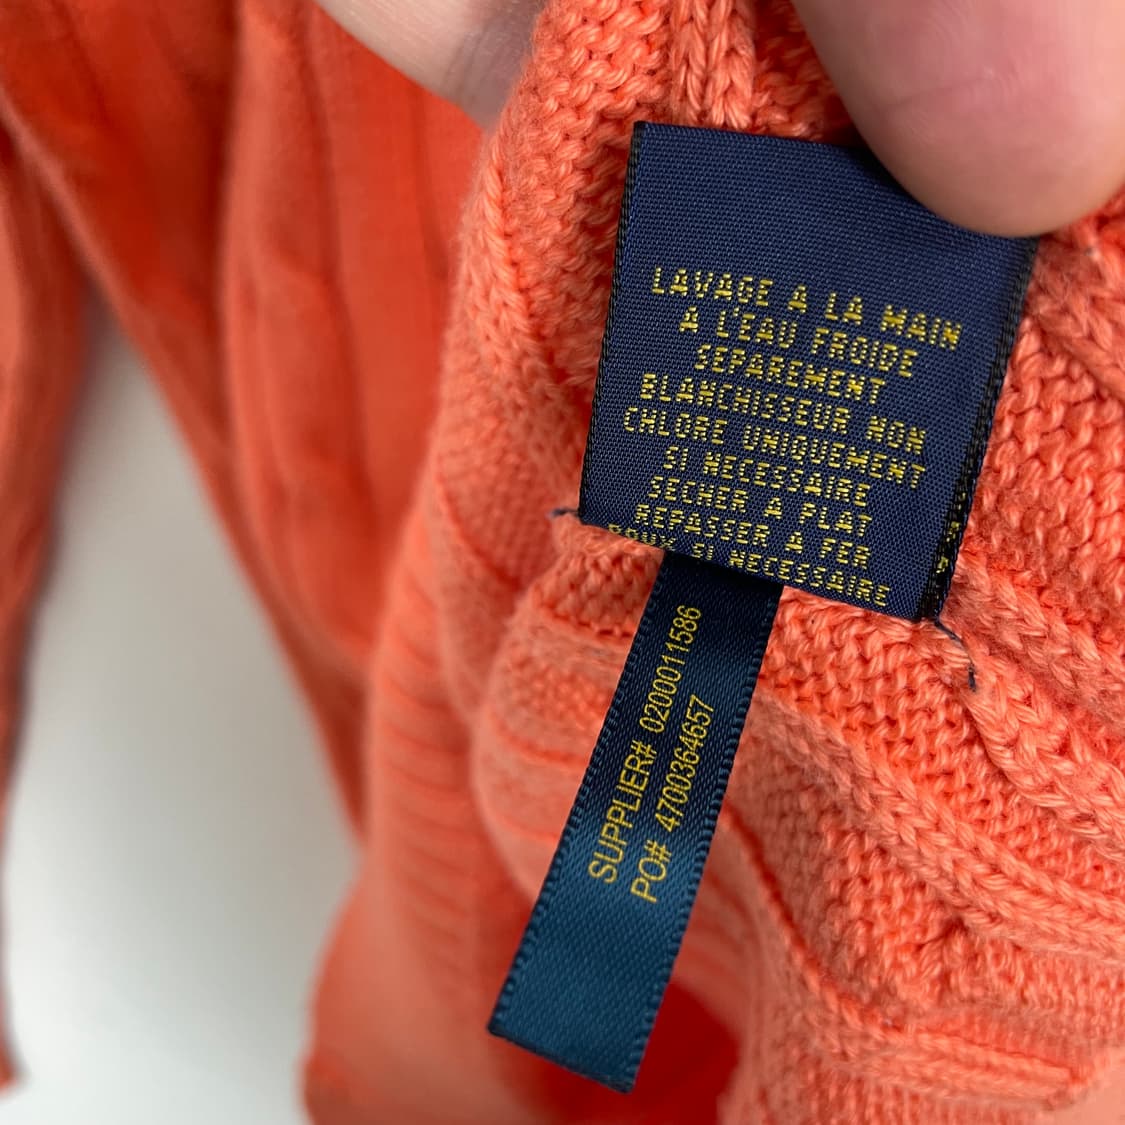 LAVAGE A LA MAIN
A L'EAU FROIDE
SEPAREMENT
BLANCHISSEUR NON
CHLORE UNIQUEMENT
SI NECESSAIRE
SECHER A PLAT
REPASSER A FER
DOUX SI NECESSAIRE
SUPPLIER# 0200011586
PO# 4700364657